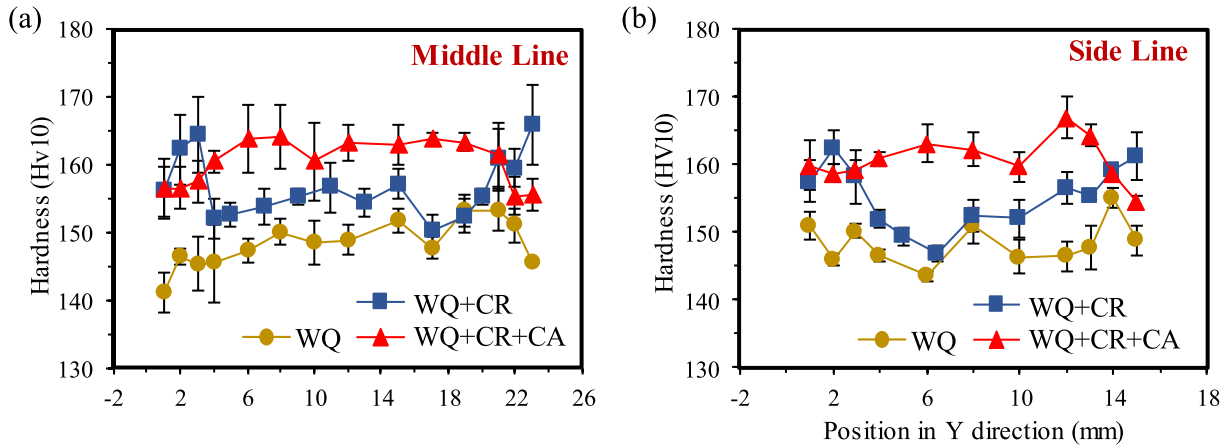 (a)
180
170
160
150
140
130
Hardness (Hv10)
Middle Line
WQ+CR
WQ
WQ+CR+CA
-2 2 6 10 14 18 22 26
(b)
180
170
160
150
140
130
Hardness (HV10)
Side Line
WQ+CR
WQ
WQ+CR+CA
-2 2 6 10 14 18
Position in Y direction (mm)